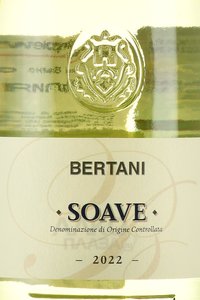 BERTANI
· SOAVE ·
Denominazione di Origine Controllata
– 2022 –